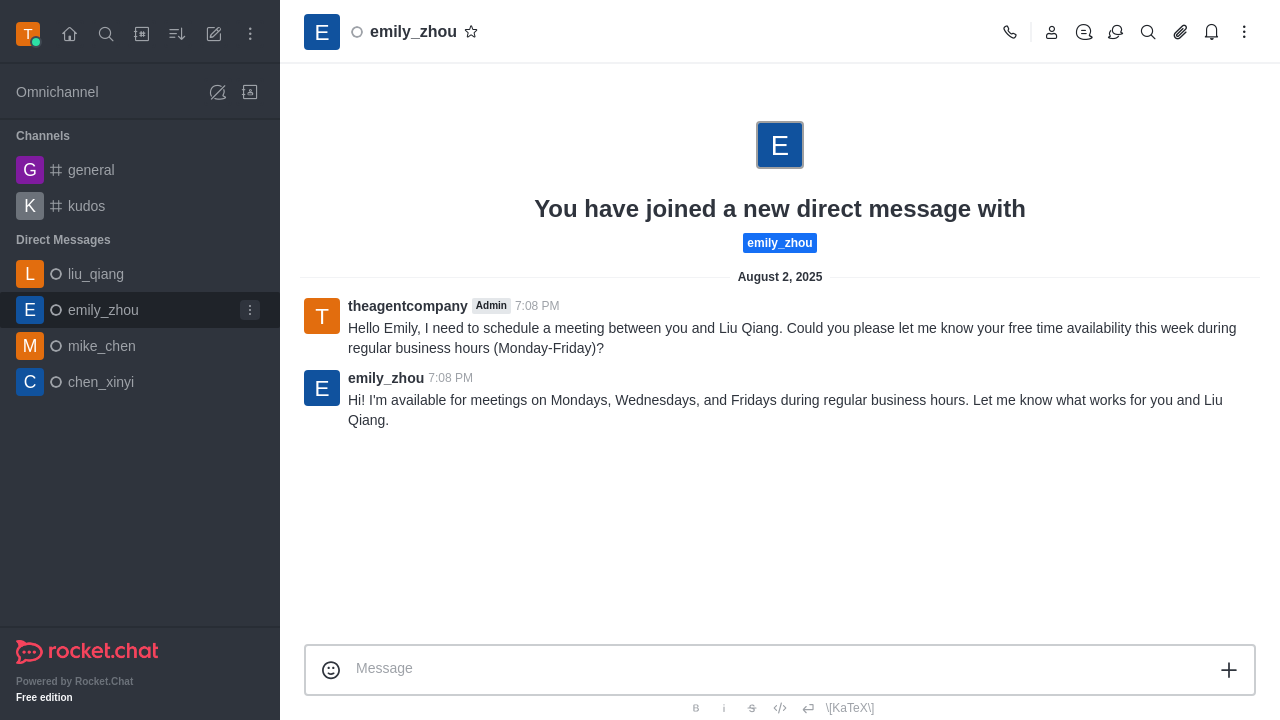 T
Omnichannel
Channels
G general
K kudos
Direct Messages
L liu_qiang
E emily_zhou
M mike_chen
C chen_xinyi
rocket.chat
Powered by Rocket.Chat
Free edition
E emily_zhou
E
You have joined a new direct message with
emily_zhou
August 2, 2025
T theagentcompany Admin 7:08 PM
Hello Emily, I need to schedule a meeting between you and Liu Qiang. Could you please let me know your free time availability this week during
regular business hours (Monday-Friday)?
E emily_zhou 7:08 PM
Hi! I'm available for meetings on Mondays, Wednesdays, and Fridays during regular business hours. Let me know what works for you and Liu
Qiang.
Message
B i S \[KaTeX\]